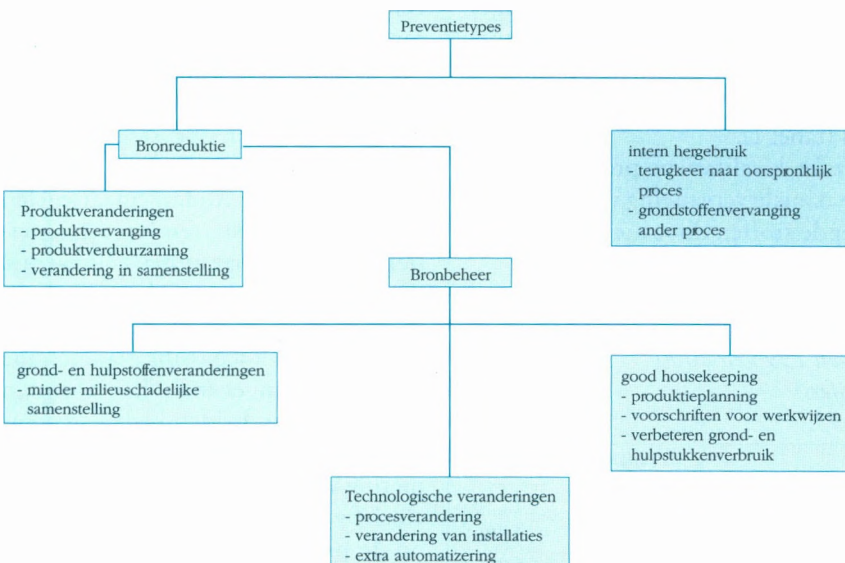 Preventietypes
Bronreduktie
intern hergebruik
- terugkeer naar oorspronklijk
proces
- grondstoffenvervanging
ander proces
Produktveranderingen
- produktvervanging
- produktverduurzaming
- verandering in samenstelling
Bronbeheer
grond- en hulpstoffenveranderingen
- minder milieuschadelijke
samenstelling
good housekeeping
- produktieplanning
- voorschriften voor werkwijzen
- verbeteren grond- en
hulpstukkenverbruik
Technologische veranderingen
- procesverandering
- verandering van installaties
- extra automatizering